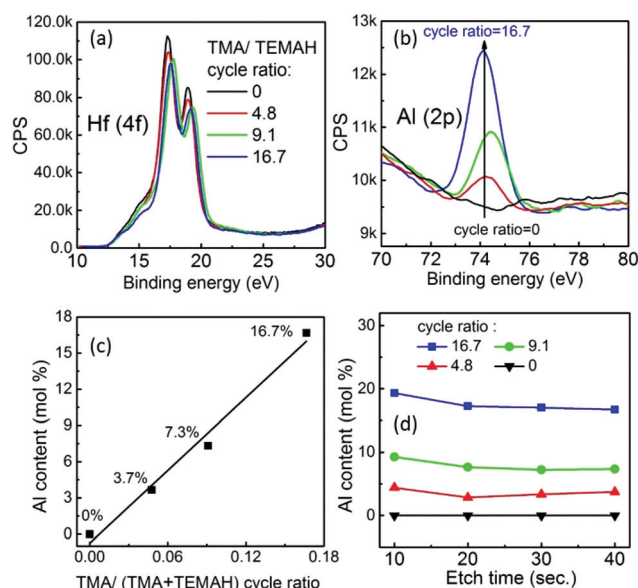 120.0k
100.0k
80.0k
60.0k
40.0k
20.0k
0.0
CPS
(a)
Hf (4f)
TMA/ TEMAH
cycle ratio:
0
4.8
9.1
16.7
10 15 20 25 30
Binding energy (eV)
13k
12k
11k
10k
9k
CPS
(b)
cycle ratio=16.7
Al (2p)
cycle ratio=0
70 72 74 76 78 80
Binding energy (eV)
18
15
12
9
6
3
0
Al content (mol %)
(c)
16.7%
7.3%
3.7%
0%
0.00 0.06 0.12 0.18
TMA/ (TMA+TEMAH) cycle ratio
30
20
10
0
Al content (mol %)
cycle ratio :
16.7 9.1
4.8 0
(d)
10 20 30 40
Etch time (sec.)